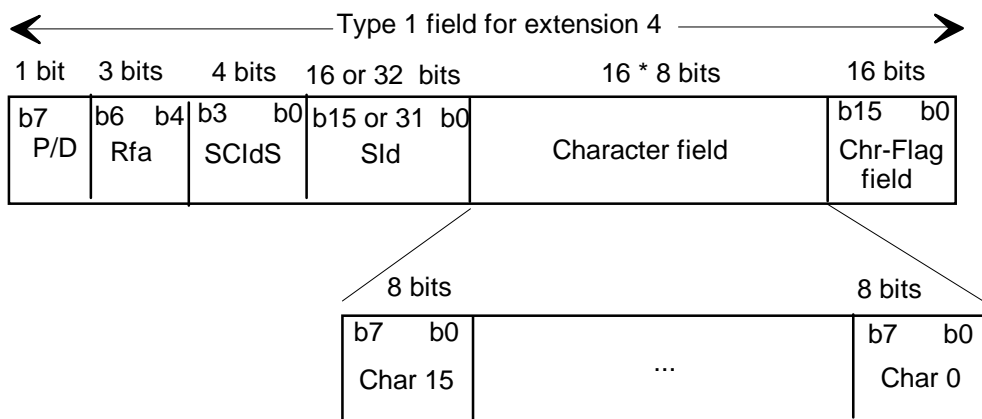 Type 1 field for extension 4
1 bit 3 bits 4 bits 16 or 32 bits 16 * 8 bits 16 bits
b7 b6 b4 b3 b0 b15 or 31 b0 b15 b0
P/D Rfa SCIdS SId Character field Chr-Flag
field
8 bits 8 bits
b7 b0 b7 b0
Char 15 ... Char 0